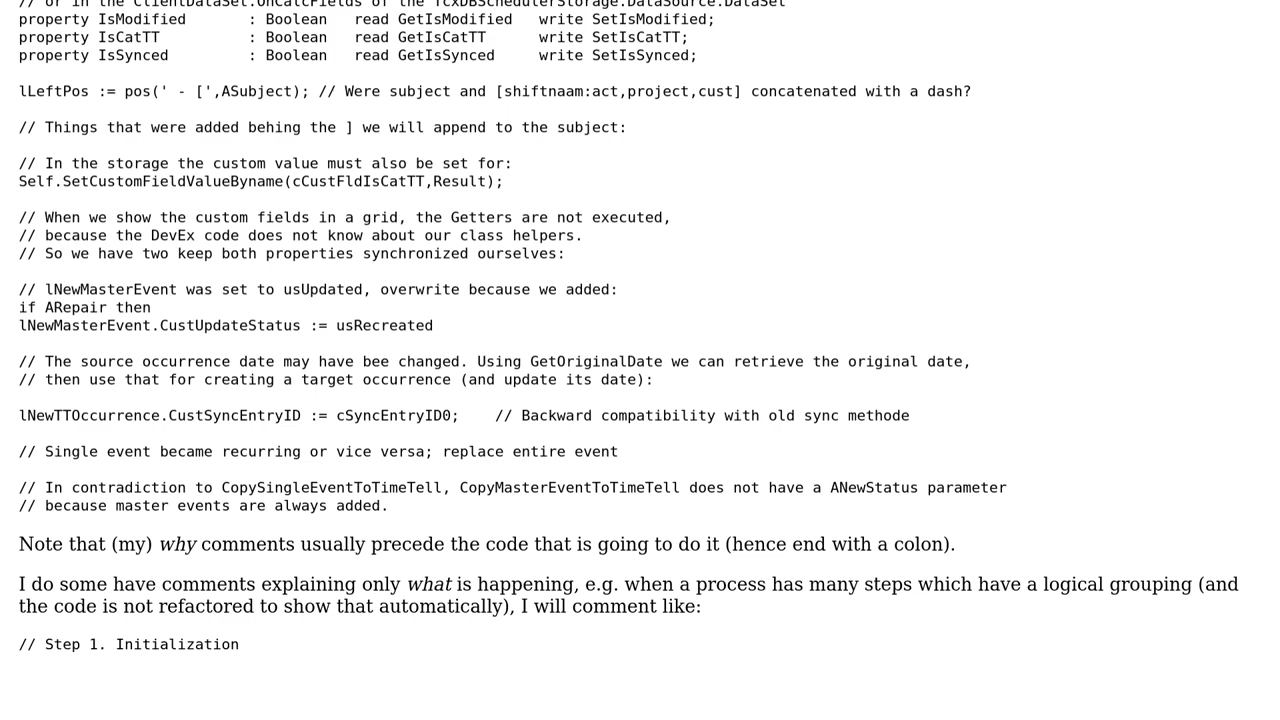 // or in the ClientDataSet.OnCalcFields of the TcxDBSchedulerStorage.DataSource.DataSet
property IsModified       : Boolean   read GetIsModified   write SetIsModified;
property IsCatTT          : Boolean   read GetIsCatTT      write SetIsCatTT;
property IsSynced         : Boolean   read GetIsSynced     write SetIsSynced;
lLeftPos := pos(' - [',ASubject); // Were subject and [shiftnaam:act,project,cust] concatenated with a dash?
// Things that were added behing the ] we will append to the subject:
// In the storage the custom value must also be set for:
Self.SetCustomFieldValueByname(cCustFldIsCatTT,Result);
// When we show the custom fields in a grid, the Getters are not executed,
// because the DevEx code does not know about our class helpers.
// So we have two keep both properties synchronized ourselves:
// lNewMasterEvent was set to usUpdated, overwrite because we added:
if ARepair then
lNewMasterEvent.CustUpdateStatus := usRecreated
// The source occurrence date may have bee changed. Using GetOriginalDate we can retrieve the original date,
// then use that for creating a target occurrence (and update its date):
lNewTTOccurrence.CustSyncEntryID := cSyncEntryID0;    // Backward compatibility with old sync methode
// Single event became recurring or vice versa; replace entire event
// In contradiction to CopySingleEventToTimeTell, CopyMasterEventToTimeTell does not have a ANewStatus parameter
// because master events are always added.
Note that (my) why comments usually precede the code that is going to do it (hence end with a colon).
I do some have comments explaining only what is happening, e.g. when a process has many steps which have a logical grouping (and
the code is not refactored to show that automatically), I will comment like:
// Step 1. Initialization